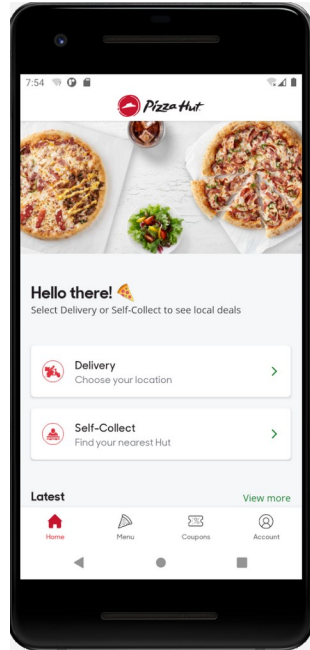 7:54
Pizza Hut
Hello there!
Select Delivery or Self-Collect to see local deals
Delivery
Choose your location
Self-Collect
Find your nearest Hut
Latest
View more
Home
Menu
Coupons
Account